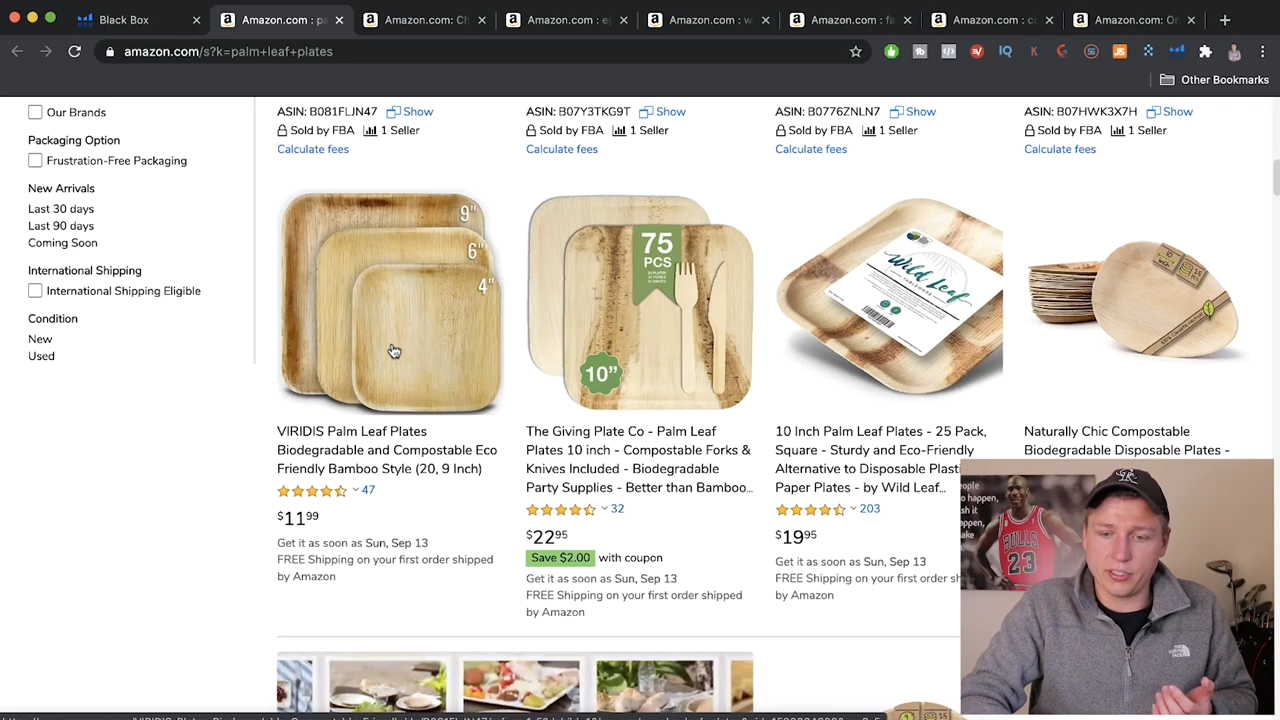 Black Box
Amazon.com : pa
Amazon.com: Ch
Amazon.com : e
Amazon.com : w
Amazon.com : fa
Amazon.com : c
Amazon.com: On
amazon.com/s?k=palm+leaf+plates
Other Bookmarks
Our Brands
Packaging Option
Frustration-Free Packaging
New Arrivals
Last 30 days
Last 90 days
Coming Soon
International Shipping
International Shipping Eligible
Condition
New
Used
ASIN: B081FLJN47 Show
Sold by FBA 1 Seller
Calculate fees
ASIN: B07Y3TKG9T Show
Sold by FBA 1 Seller
Calculate fees
ASIN: B0776ZNLN7 Show
Sold by FBA 1 Seller
Calculate fees
ASIN: B07HWK3X7H Show
Sold by FBA 1 Seller
Calculate fees
9"
6"
4"
VIRIDIS Palm Leaf Plates
Biodegradable and Compostable Eco
Friendly Bamboo Style (20, 9 Inch)
47
$11.99
Get it as soon as Sun, Sep 13
FREE Shipping on your first order shipped
by Amazon
75
PCS
10”
The Giving Plate Co - Palm Leaf
Plates 10 inch - Compostable Forks &
Knives Included - Biodegradable
Party Supplies - Better than Bamboo...
32
$22.95
Save $2.00 with coupon
Get it as soon as Sun, Sep 13
FREE Shipping on your first order shipped
by Amazon
Wild Leaf
10 Inch Palm Leaf Plates - 25 Pack,
Square - Sturdy and Eco-Friendly
Alternative to Disposable Plasti
Paper Plates - by Wild Leaf...
203
$19.95
Get it as soon as Sun, Sep 13
FREE Shipping on your first order sh
by Amazon
Naturally Chic Compostable
Biodegradable Disposable Plates -
people
to happen,
sh it
happen,
make
BULLS
23